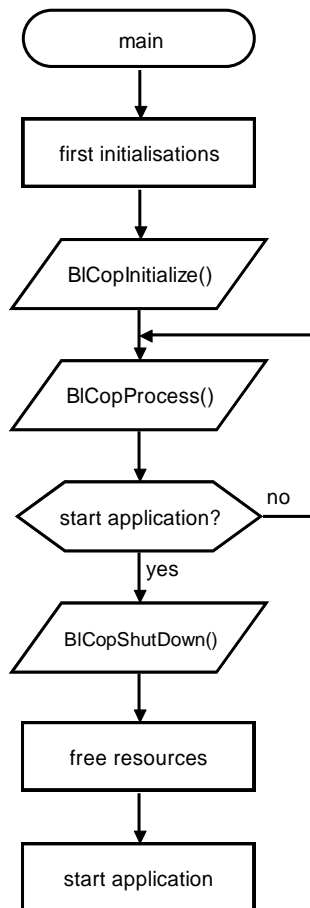 main
first initialisations
BlCopInitialize()
BlCopProcess()
start application?
no
yes
BlCopShutDown()
free resources
start application